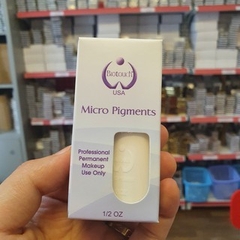 Biotouch
USA
Micro Pigments
Professional
Permanent
Makeup
Use Only
1/2 OZ